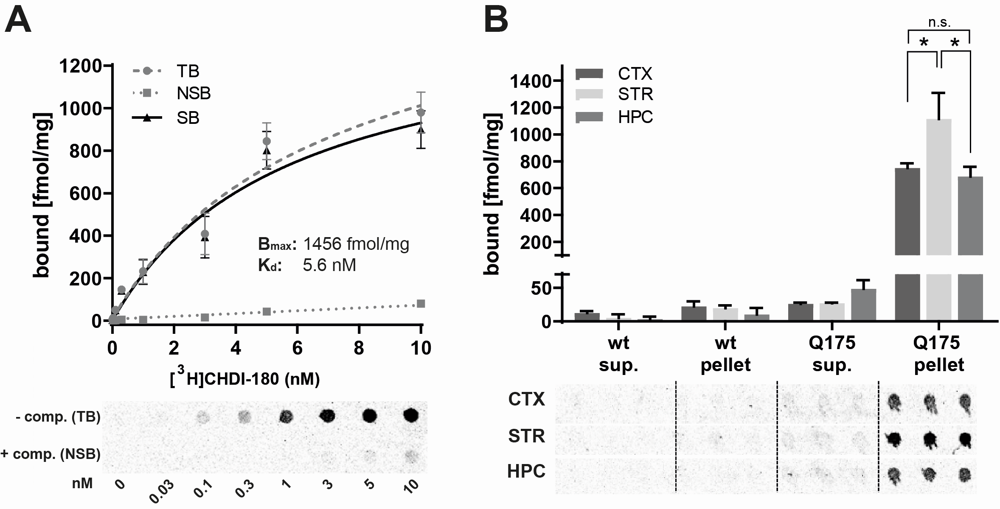 A
bound [fmol/mg]
1200
1000
800
600
400
200
0
TB
NSB
SB
Bmax: 1456 fmol/mg
Kd: 5.6 nM
0 2 4 6 8 10
[³H]CHDI-180 (nM)
- comp. (TB)
+ comp. (NSB)
nM 0 0.03 0.1 0.3 1 3 5 10
B
bound [fmol/mg]
1400
1200
1000
800
600
400
200
50
0
CTX
STR
HPC
n.s.
* *
wt wt Q175 Q175
sup. pellet sup. pellet
CTX
STR
HPC